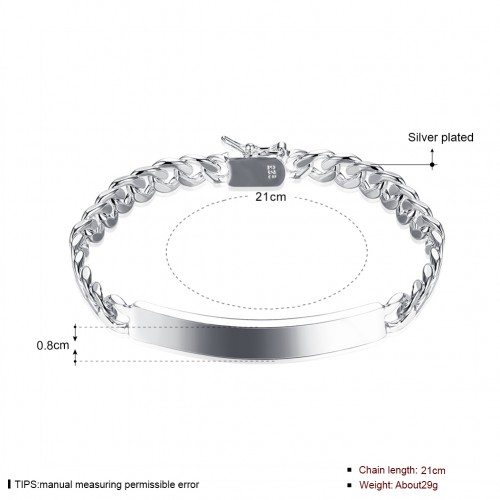 Silver plated
21cm
0.8cm
Chain length: 21cm
Weight: About29g
TIPS:manual measuring permissible error